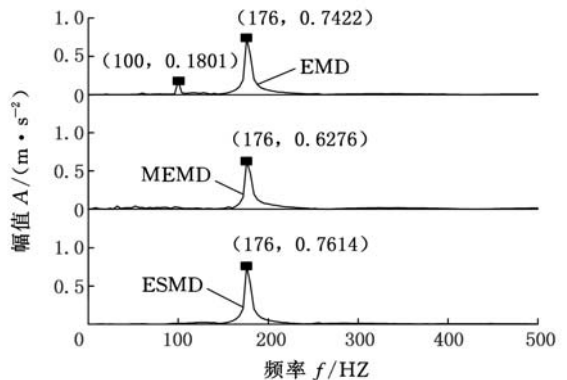 (176, 0.7422)
1.0
(100, 0.1801)
EMD
0.5
0
(176, 0.6276)
1.0
0.5
MEMD
0
(176, 0.7614)
1.0
0.5
ESMD
0 100 200 300 400 500
频率 f/HZ
幅值 A/(m·s⁻²)